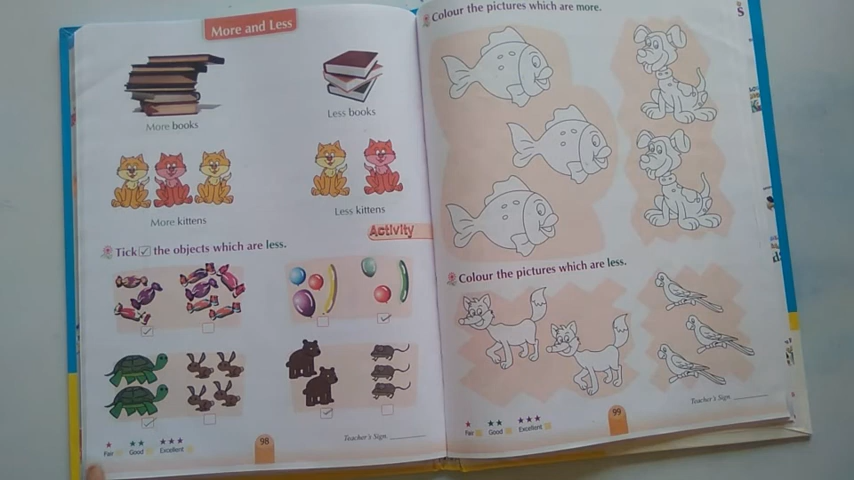 More and Less
More books
Less books
More kittens
Less kittens
Activity
Tick ☑ the objects which are less.
Fair
Good
Excellent
98
Teacher's Sign.
Colour the pictures which are more.
Colour the pictures which are less.
Fair
Good
Excellent
99
Teacher's Sign.